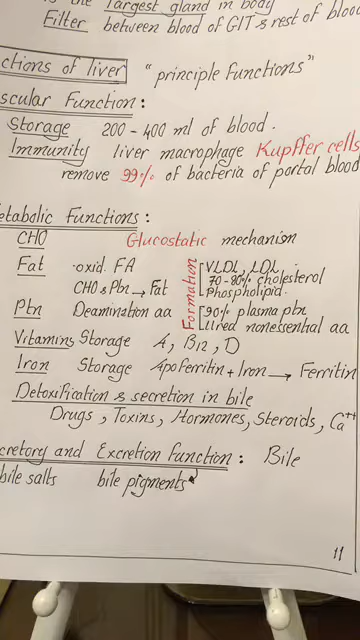 the Largest gland in body
Filter between blood of GIT & rest of blood
ctions of liver "principle functions"
scular Function:
Storage 200-400 ml of blood.
Immunity liver macrophage Kupffer cells
remove 99% of bacteria of portal blood
etabolic Functions:
CHO Glucostatic mechanism
Fat oxid. FA Formation VLDL, LDL.
70-80% cholesterol
CHO & Ptn → Fat Phospholipid.
Ptn Deamination aa 90% plasma ptn
Urea nonessential aa
Vitamins Storage A, B12, D
Iron Storage Apoferritin + Iron → Ferritin
Detoxification & secretion in bile
Drugs, Toxins, Hormones, Steroids, Ca++
cretory and Excretion Function: Bile
bile salts bile pigments
11